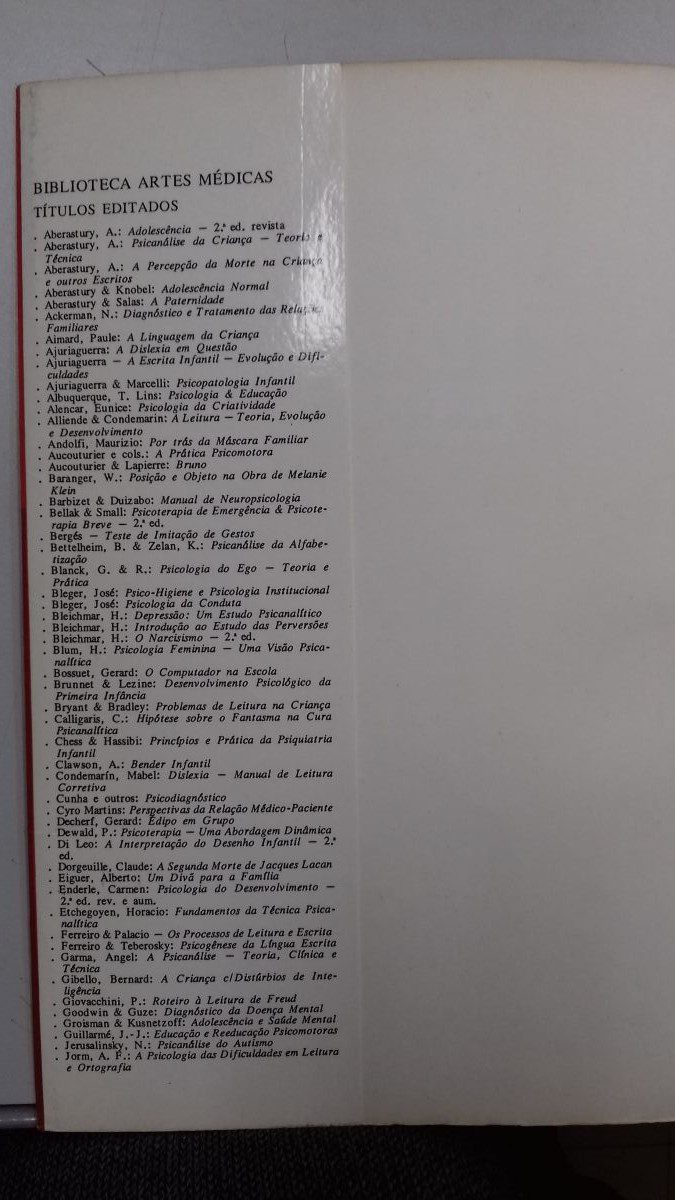 BIBLIOTECA ARTES MÉDICAS
TÍTULOS EDITADOS
. Aberastury, A.: Adolescência — 2.ª ed. revista
. Aberastury, A.: Psicanálise da Criança — Teoria e
Técnica
. Aberastury, A.: A Percepção da Morte na Criança
e outros Escritos
. Aberastury & Knobel: Adolescência Normal
. Aberastury & Salas: A Paternidade
. Ackerman, N.: Diagnóstico e Tratamento das Relações
Familiares
. Aimard, Paule: A Linguagem da Criança
. Ajuriaguerra: A Dislexia em Questão
. Ajuriaguerra — A Escrita Infantil — Evolução e Difi-
culdades
. Ajuriaguerra & Marcelli: Psicopatologia Infantil
. Albuquerque, T. Lins: Psicologia & Educação
. Alencar, Eunice: Psicologia da Criatividade
. Alliende & Condemarín: A Leitura — Teoria, Evolução
e Desenvolvimento
. Andolfi, Maurizio: Por trás da Máscara Familiar
. Aucouturier e cols.: A Prática Psicomotora
. Aucouturier & Lapierre: Bruno
. Baranger, W.: Posição e Objeto na Obra de Melanie
Klein
. Barbizet & Duizabo: Manual de Neuropsicologia
. Bellak & Small: Psicoterapia de Emergência & Psicote-
rapia Breve — 2.ª ed.
. Bergés — Teste de Imitação de Gestos
. Bettelheim, B. & Zelan, K.: Psicanálise da Alfabe-
tização
. Blanck, G. & R.: Psicologia do Ego — Teoria e
Prática
. Bleger, José: Psico-Higiene e Psicologia Institucional
. Bleger, José: Psicologia da Conduta
. Bleichmar, H.: Depressão: Um Estudo Psicanalítico
. Bleichmar, H.: Introdução ao Estudo das Perversões
. Bleichmar, H.: O Narcisismo — 2.ª ed.
. Blum, H.: Psicologia Feminina — Uma Visão Psica-
nalítica
. Bossuet, Gerard: O Computador na Escola
. Brunnet & Lezine: Desenvolvimento Psicológico da
Primeira Infância
. Bryant & Bradley: Problemas de Leitura na Criança
. Calligaris, C.: Hipótese sobre o Fantasma na Cura
Psicanalítica
. Chess & Hassibi: Princípios e Prática da Psiquiatria
Infantil
. Clawson, A.: Bender Infantil
. Condemarín, Mabel: Dislexia — Manual de Leitura
Corretiva
. Cunha e outros: Psicodiagnóstico
. Cyro Martins: Perspectivas da Relação Médico-Paciente
. Decherf, Gerard: Édipo em Grupo
. Dewald, P.: Psicoterapia — Uma Abordagem Dinâmica
. Di Leo: A Interpretação do Desenho Infantil — 2.ª
ed.
. Dorgeuille, Claude: A Segunda Morte de Jacques Lacan
. Eiguer, Alberto: Um Divã para a Família
. Enderle, Carmen: Psicologia do Desenvolvimento —
2.ª ed. rev. e aum.
. Etchegoyen, Horacio: Fundamentos da Técnica Psica-
nalítica
. Ferreiro & Palacio — Os Processos de Leitura e Escrita
. Ferreiro & Teberosky: Psicogênese da Língua Escrita
. Garma, Angel: A Psicanálise — Teoria, Clínica e
Técnica
. Gibello, Bernard: A Criança c/Distúrbios de Inte-
ligência
. Giovacchini, P.: Roteiro à Leitura de Freud
. Goodwin & Guze: Diagnóstico da Doença Mental
. Groisman & Kusnetzoff: Adolescência e Saúde Mental
. Guillarmé, J.-J.: Educação e Reeducação Psicomotoras
. Jerusalinsky, N.: Psicanálise do Autismo
. Jorm, A. F.: A Psicologia das Dificuldades em Leitura
e Ortografia